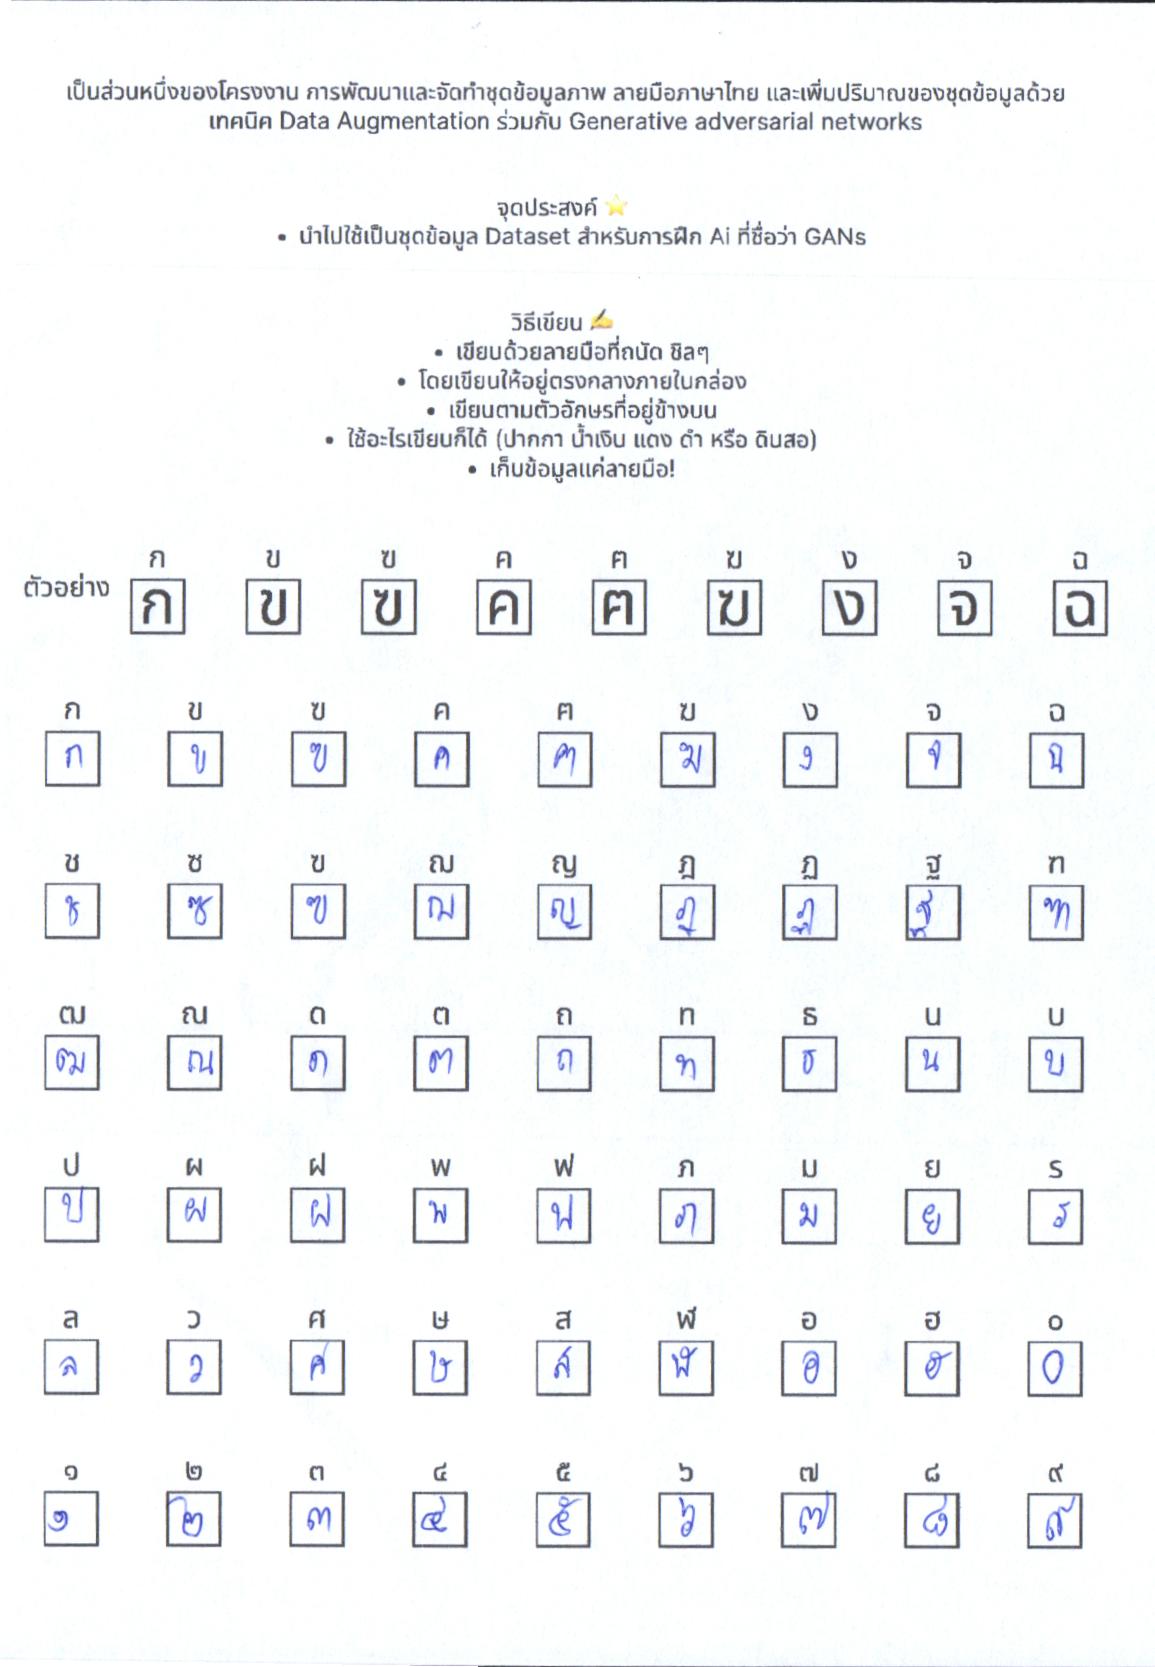 เป็นส่วนหนึ่งของโครงงาน การพัฒนาและจัดทำชุดข้อมูลภาพ ลายมือภาษาไทย และเพิ่มปริมาณของชุดข้อมูลด้วย
เทคนิค Data Augmentation ร่วมกับ Generative adversarial networks
จุดประสงค์ ⭐
• นำไปใช้เป็นชุดข้อมูล Dataset สำหรับการฝึก Ai ที่ชื่อว่า GANs
วิธีเขียน ✍️
• เขียนด้วยลายมือที่ถนัด ชิลๆ
• โดยเขียนให้อยู่ตรงกลางภายในกล่อง
• เขียนตามตัวอักษรที่อยู่ข้างบน
• ใช้อะไรเขียนก็ได้ (ปากกา น้ำเงิน แดง ดำ หรือ ดินสอ)
• เก็บข้อมูลแค่ลายมือ!
ก ข ฃ ค ฅ ฆ ง จ ฉ
ตัวอย่าง ก ข ฃ ค ฅ ฆ ง จ ฉ
ก ข ฃ ค ฅ ฆ ง จ ฉ
ก ข ฃ ค ฅ ฆ ง จ ฉ
ช ซ ฃ ฌ ญ ฎ ฏ ฐ ฑ
ช ซ ฃ ฌ ญ ฎ ฏ ฐ ฑ
ฒ ณ ด ต ถ ท ธ น บ
ฒ ณ ด ต ถ ท ธ น บ
ป ผ ฝ พ ฟ ภ ม ย ร
ป ผ ฝ พ ฟ ภ ม ย ร
ล ว ศ ษ ส ฬ อ ฮ ๐
ล ว ศ ษ ส ฬ อ ฮ ๐
๑ ๒ ๓ ๔ ๕ ๖ ๗ ๘ ๙
๑ ๒ ๓ ๔ ๕ ๖ ๗ ๘ ๙